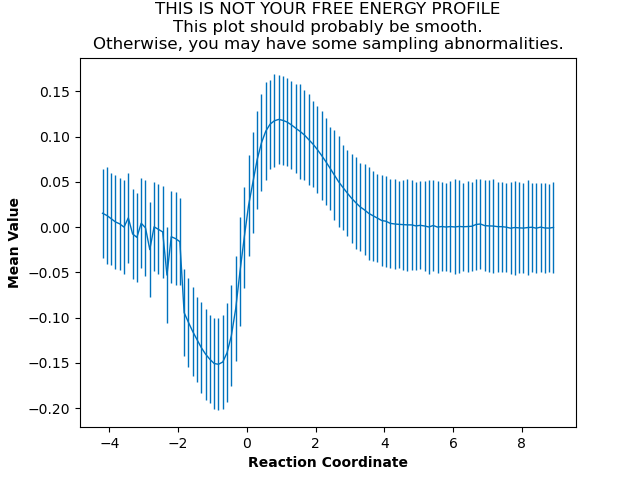 THIS IS NOT YOUR FREE ENERGY PROFILE
This plot should probably be smooth.
Otherwise, you may have some sampling abnormalities.
0.15
0.10
0.05
0.00
−0.05
−0.10
−0.15
−0.20
Mean Value
−4 −2 0 2 4 6 8
Reaction Coordinate